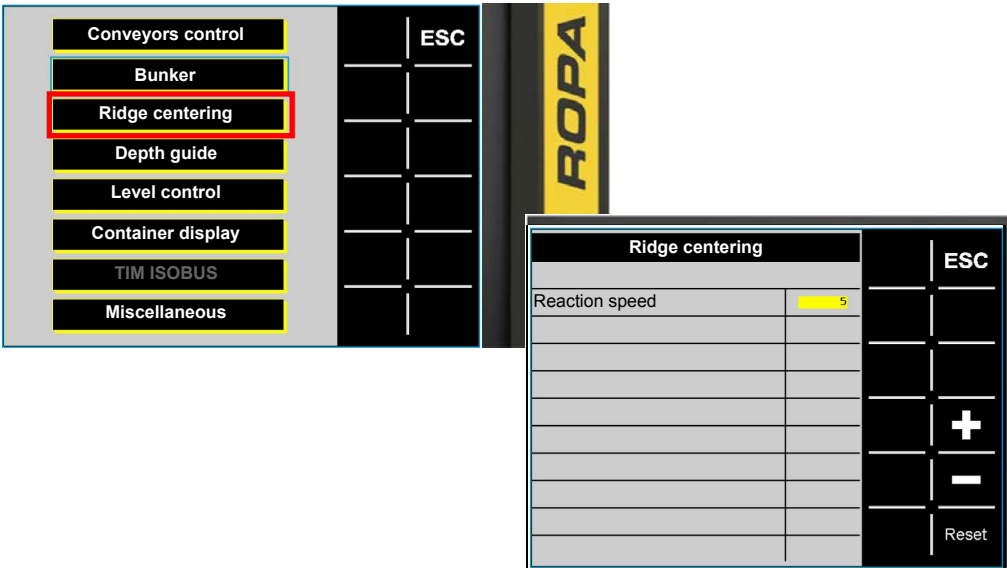 Conveyors control
ESC
Bunker
Ridge centering
Depth guide
Level control
Container display
TIM ISOBUS
Miscellaneous
ROPA
Ridge centering
ESC
Reaction speed 5
+
-
Reset